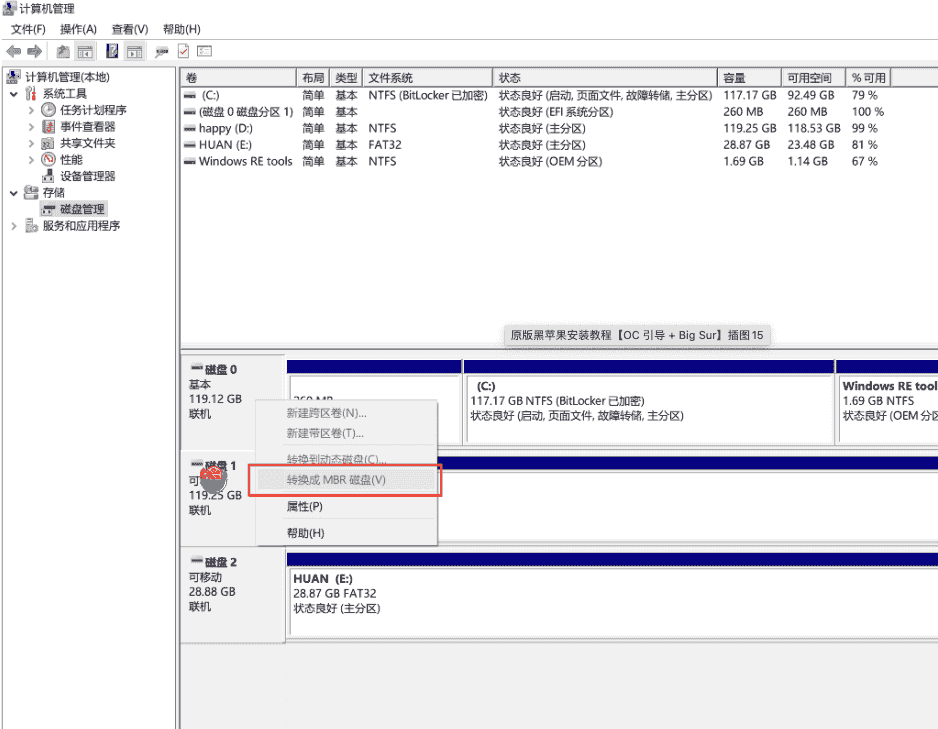 计算机管理
文件(F) 操作(A) 查看(V) 帮助(H)
计算机管理(本地)
系统工具
任务计划程序
事件查看器
共享文件夹
性能
设备管理器
存储
磁盘管理
服务和应用程序
卷 布局 类型 文件系统 状态 容量 可用空间 % 可用
(C:) 简单 基本 NTFS (BitLocker 已加密) 状态良好 (启动, 页面文件, 故障转储, 主分区) 117.17 GB 92.49 GB 79 %
(磁盘 0 磁盘分区 1) 简单 基本 状态良好 (EFI 系统分区) 260 MB 260 MB 100 %
happy (D:) 简单 基本 NTFS 状态良好 (主分区) 119.25 GB 118.53 GB 99 %
HUAN (E:) 简单 基本 FAT32 状态良好 (主分区) 28.87 GB 23.48 GB 81 %
Windows RE tools 简单 基本 NTFS 状态良好 (OEM 分区) 1.69 GB 1.14 GB 67 %
原版黑苹果安装教程【OC 引导 + Big Sur】插图15
磁盘 0
基本
119.12 GB
联机
260 MB
(C:)
117.17 GB NTFS (BitLocker 已加密)
状态良好 (启动, 页面文件, 故障转储, 主分区)
Windows RE tool
1.69 GB NTFS
状态良好 (OEM 分区
新建跨区卷(N)...
新建带区卷(T)...
转换到动态磁盘(C)...
转换成 MBR 磁盘(V)
属性(P)
帮助(H)
磁盘 1
可
119.25 GB
联机
磁盘 2
可移动
28.88 GB
联机
HUAN (E:)
28.87 GB FAT32
状态良好 (主分区)